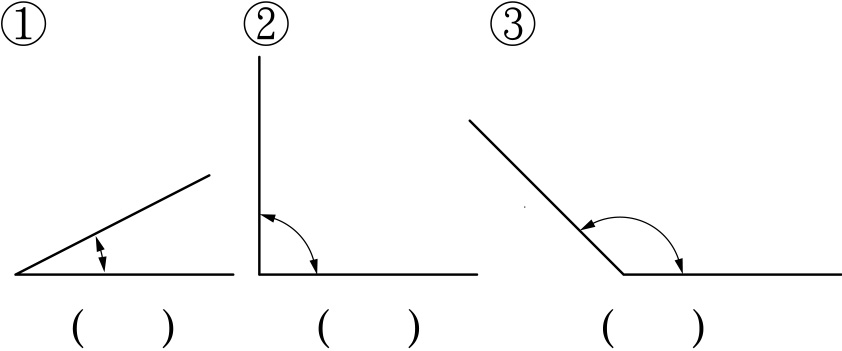 ① ② ③
( ) ( ) ( )